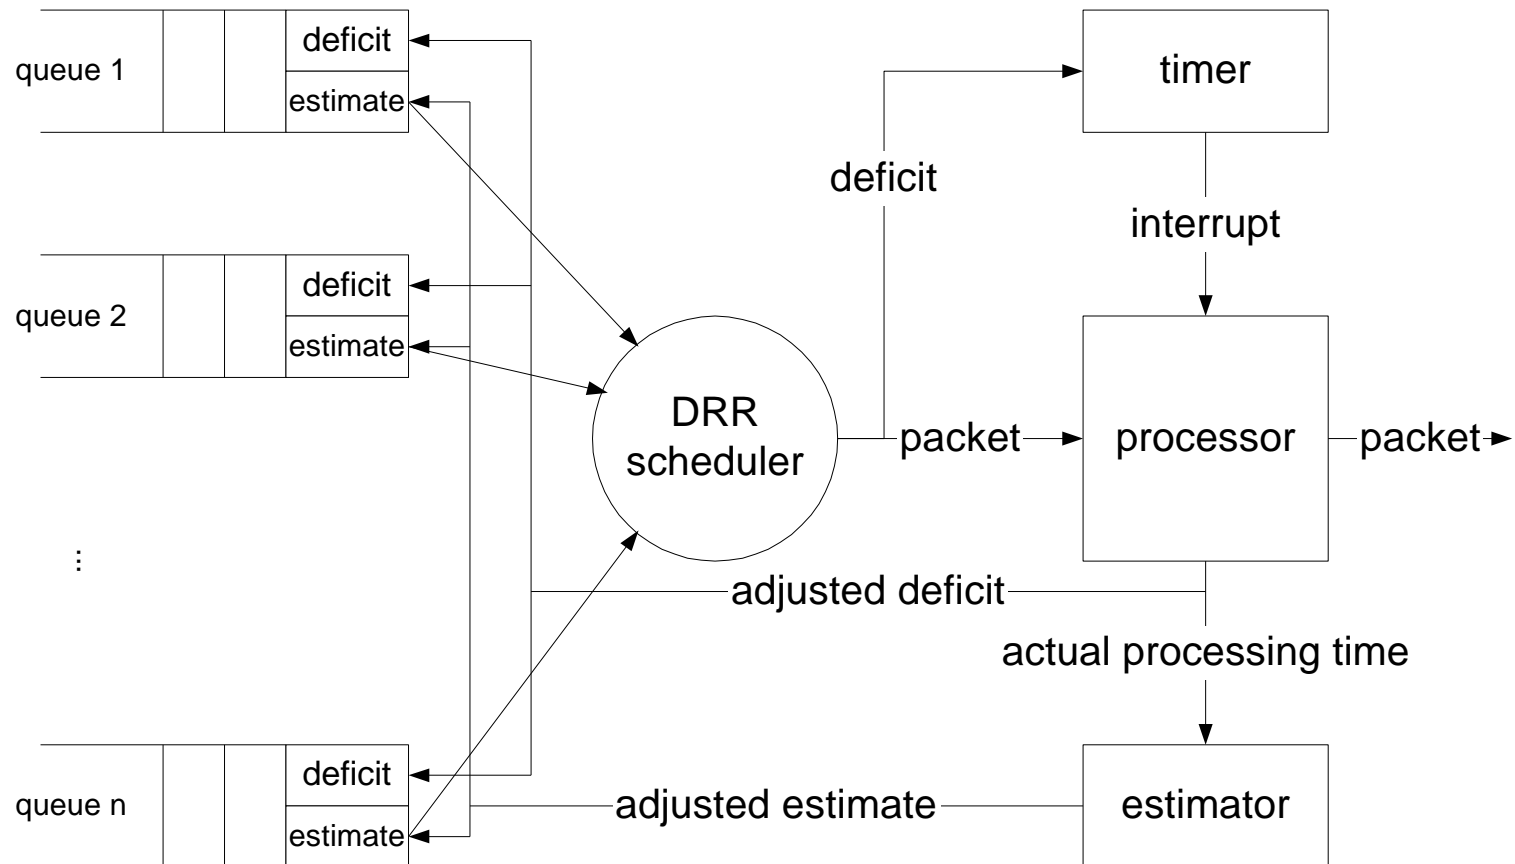 deficit
queue 1
estimate
timer
deficit
interrupt
deficit
queue 2
estimate
DRR
scheduler
packet
processor
packet
...
adjusted deficit
actual processing time
deficit
queue n
estimate
adjusted estimate
estimator